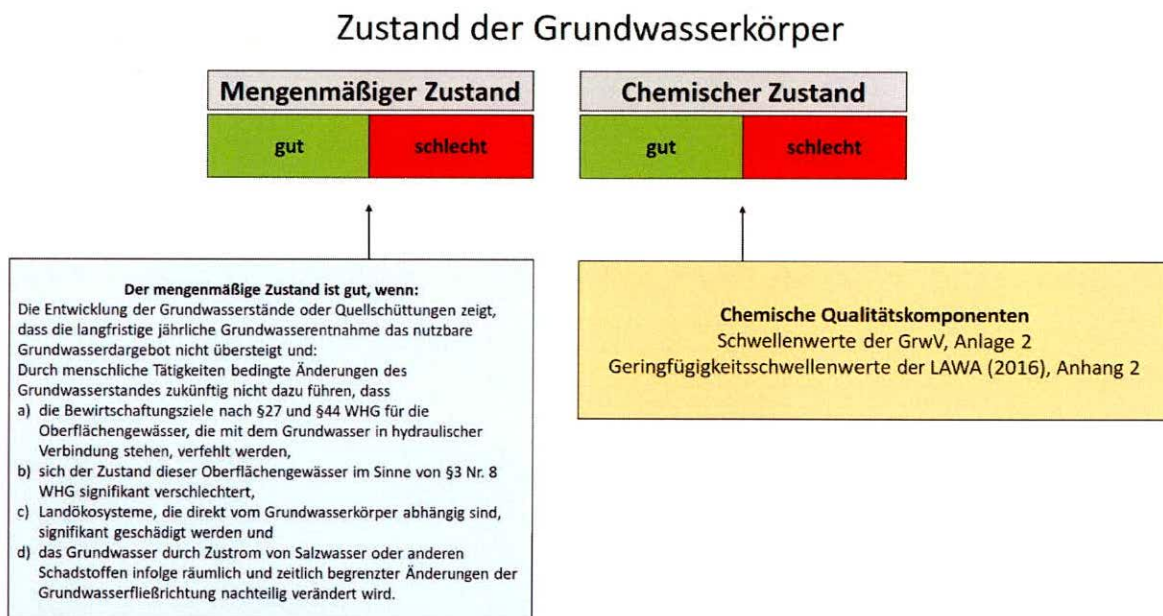 Zustand der Grundwasserkörper
Mengenmäßiger Zustand
gut
schlecht
Chemischer Zustand
gut
schlecht
Der mengenmäßige Zustand ist gut, wenn:
Die Entwicklung der Grundwasserstände oder Quellschüttungen zeigt,
dass die langfristige jährliche Grundwasserentnahme das nutzbare
Grundwasserdargebot nicht übersteigt und:
Durch menschliche Tätigkeiten bedingte Änderungen des
Grundwasserstandes zukünftig nicht dazu führen, dass
a) die Bewirtschaftungsziele nach §27 und §44 WHG für die
Oberflächengewässer, die mit dem Grundwasser in hydraulischer
Verbindung stehen, verfehlt werden,
b) sich der Zustand dieser Oberflächengewässer im Sinne von §3 Nr. 8
WHG signifikant verschlechtert,
c) Landökosysteme, die direkt vom Grundwasserkörper abhängig sind,
signifikant geschädigt werden und
d) das Grundwasser durch Zustrom von Salzwasser oder anderen
Schadstoffen infolge räumlich und zeitlich begrenzter Änderungen der
Grundwasserfließrichtung nachteilig verändert wird.
Chemische Qualitätskomponenten
Schwellenwerte der GrwV, Anlage 2
Geringfügigkeitsschwellenwerte der LAWA (2016), Anhang 2